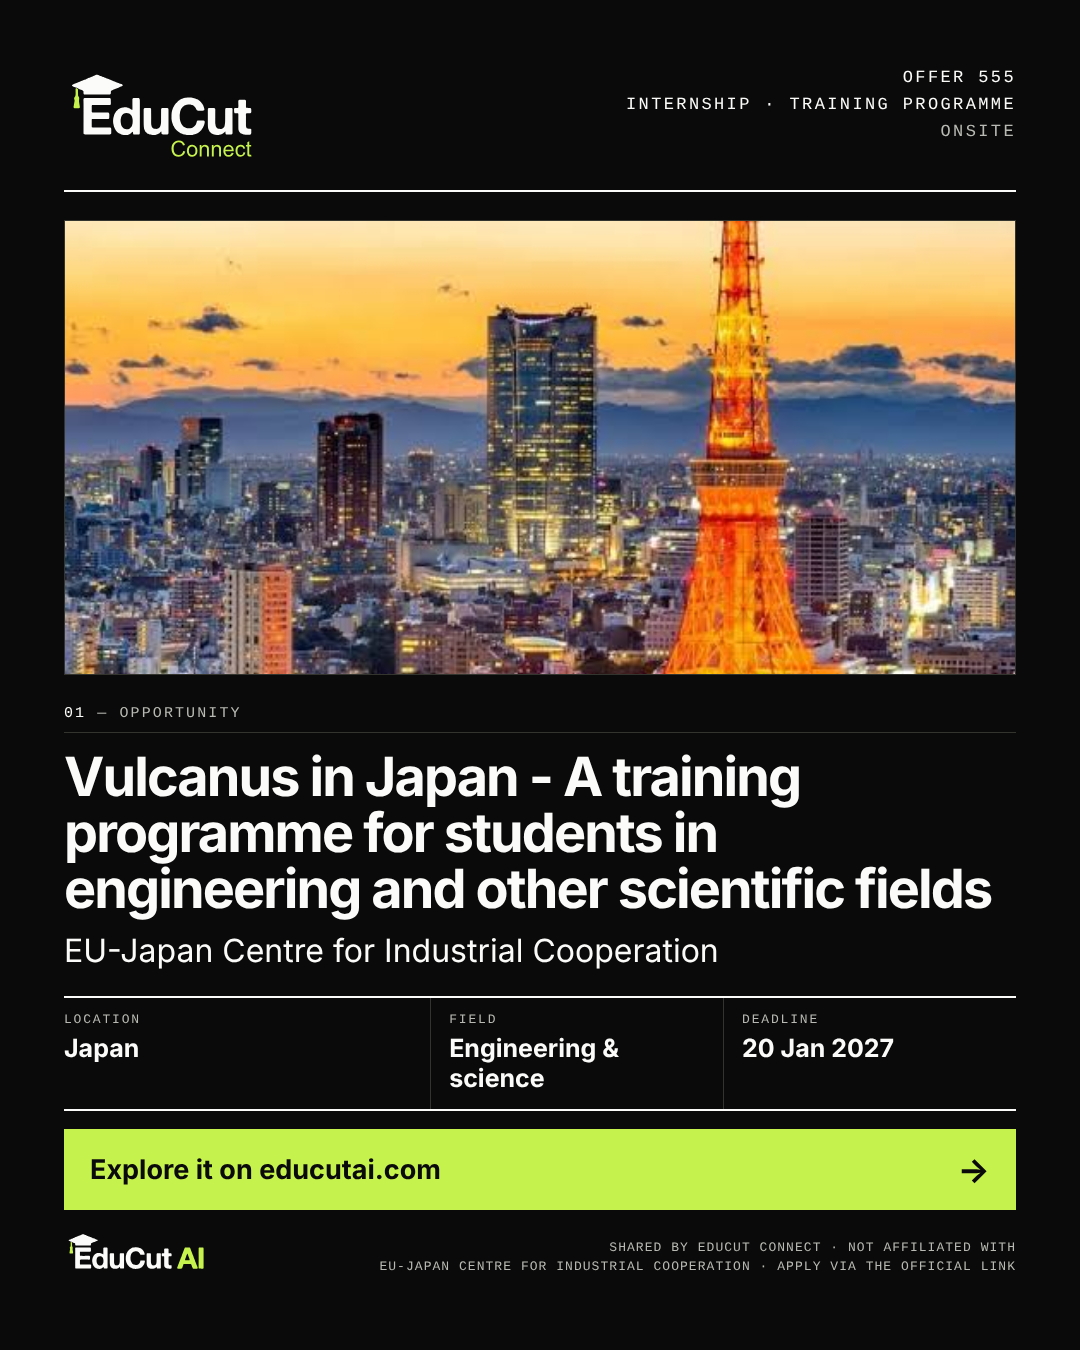 EduCut
Connect
OFFER 555
INTERNSHIP · TRAINING PROGRAMME
ONSITE
01 — OPPORTUNITY
Vulcanus in Japan - A training
programme for students in
engineering and other scientific fields
EU-Japan Centre for Industrial Cooperation
LOCATION
Japan
FIELD
Engineering &
science
DEADLINE
20 Jan 2027
Explore it on educutai.com →
EduCut AI
SHARED BY EDUCUT CONNECT · NOT AFFILIATED WITH
EU-JAPAN CENTRE FOR INDUSTRIAL COOPERATION · APPLY VIA THE OFFICIAL LINK